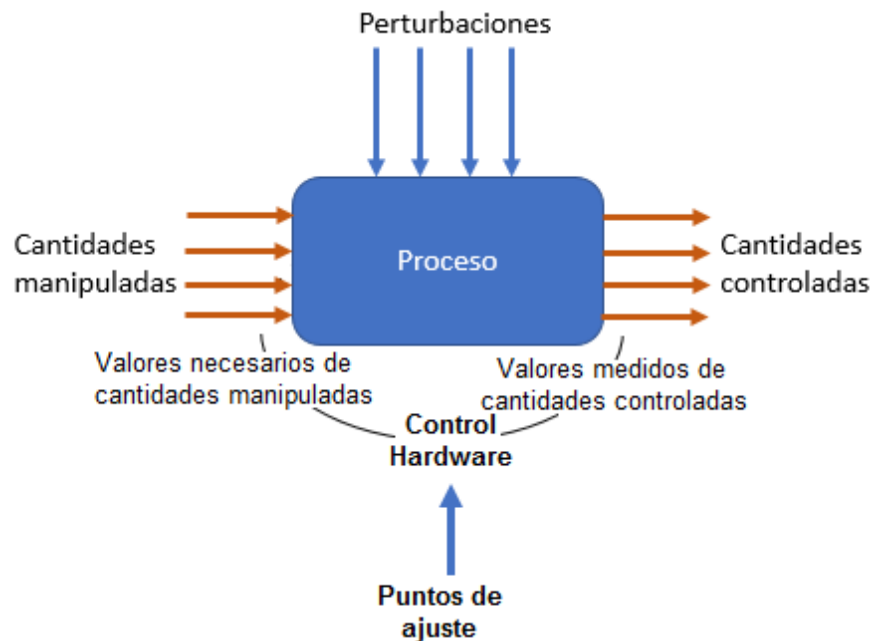 Perturbaciones
Cantidades
manipuladas
Proceso
Cantidades
controladas
Valores necesarios de
cantidades manipuladas
Valores medidos de
cantidades controladas
Control
Hardware
Puntos de
ajuste